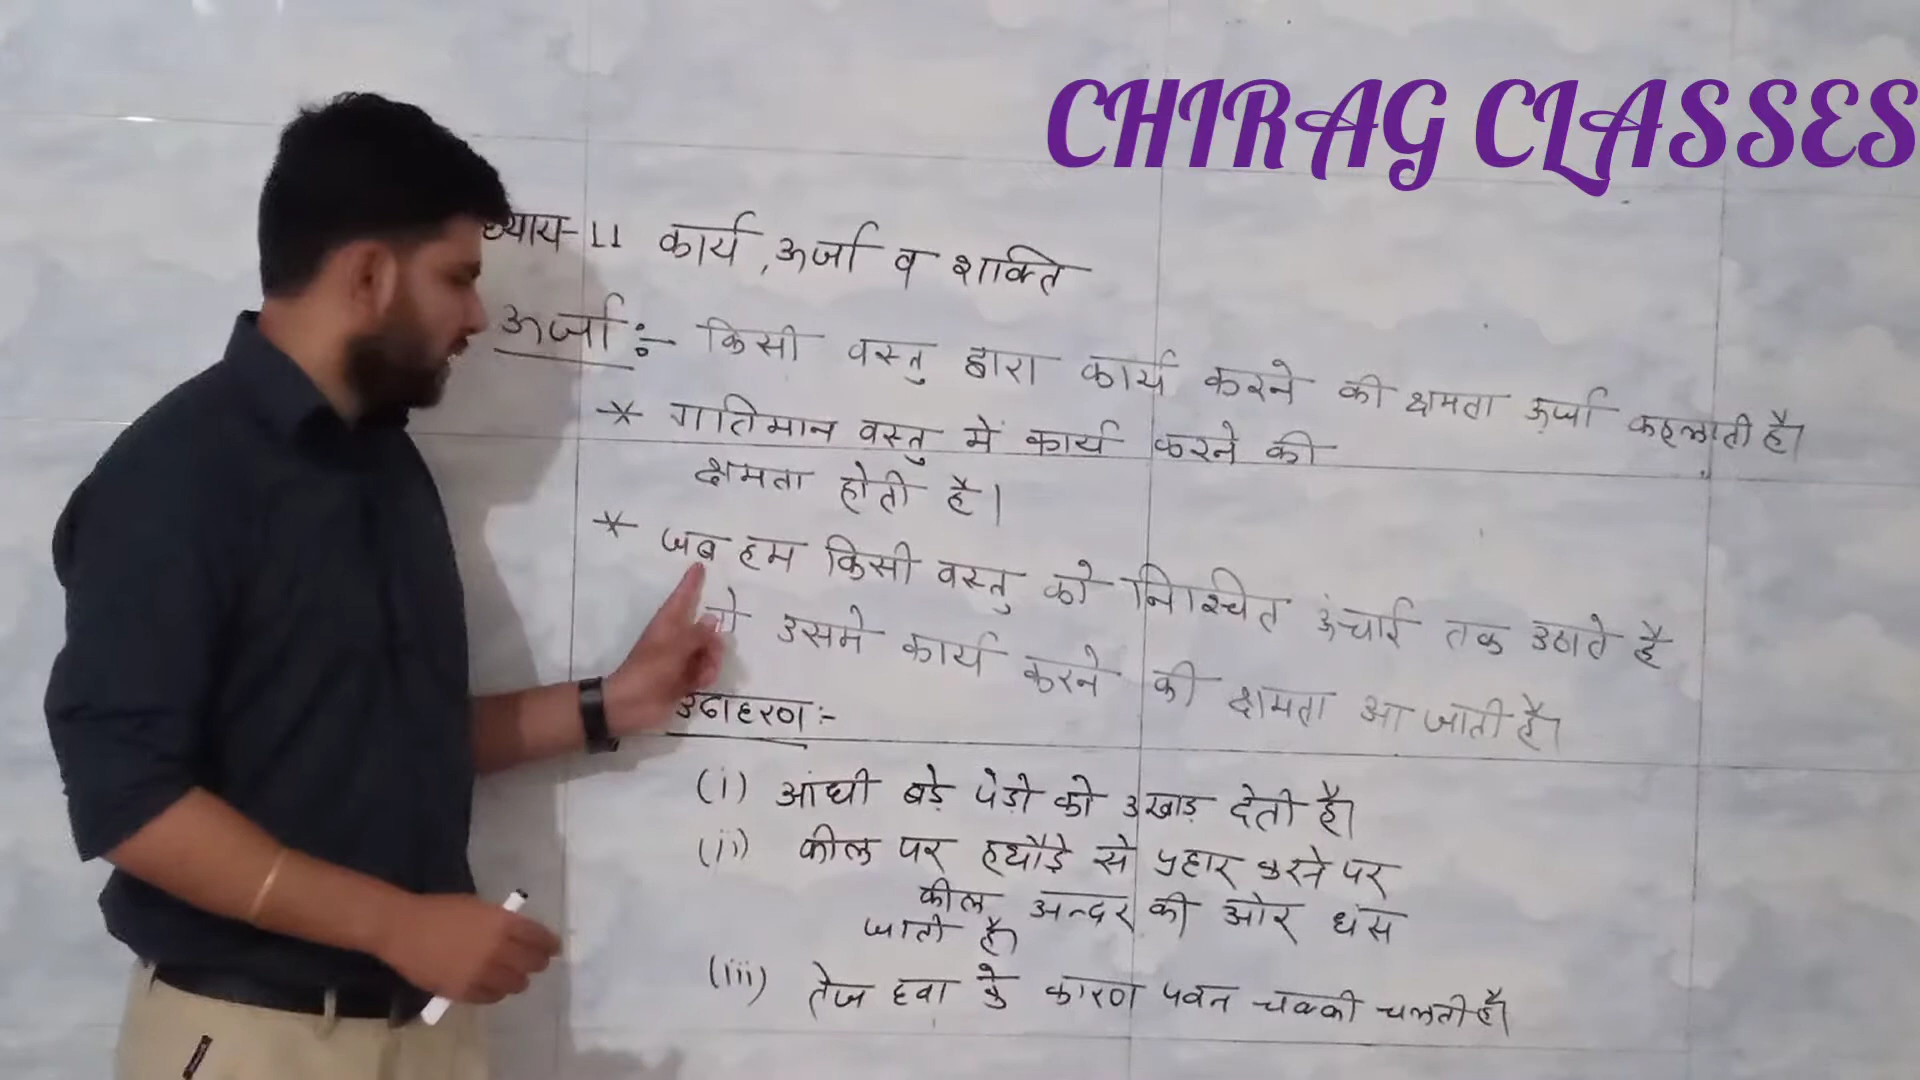 CHIRAG CLASSES
ध्याय-11 कार्य, ऊर्जा व शक्ति
ऊर्जा :- किसी वस्तु द्वारा कार्य करने की क्षमता ऊर्जा कहलाती है।
* गतिमान वस्तु में कार्य करने की
क्षमता होती है।
* जब हम किसी वस्तु को निश्चित ऊंचाई तक उठाते है
उसमे कार्य करने की क्षमता आ जाती है।
उदाहरण :-
(i) आंधी बड़े पेड़ो को उखाड़ देती है।
(ii) कील पर हथौड़े से प्रहार करने पर
कील अन्दर की ओर धंस
जाती है।
(iii) तेज हवा के कारण पवन चक्की चलती है।